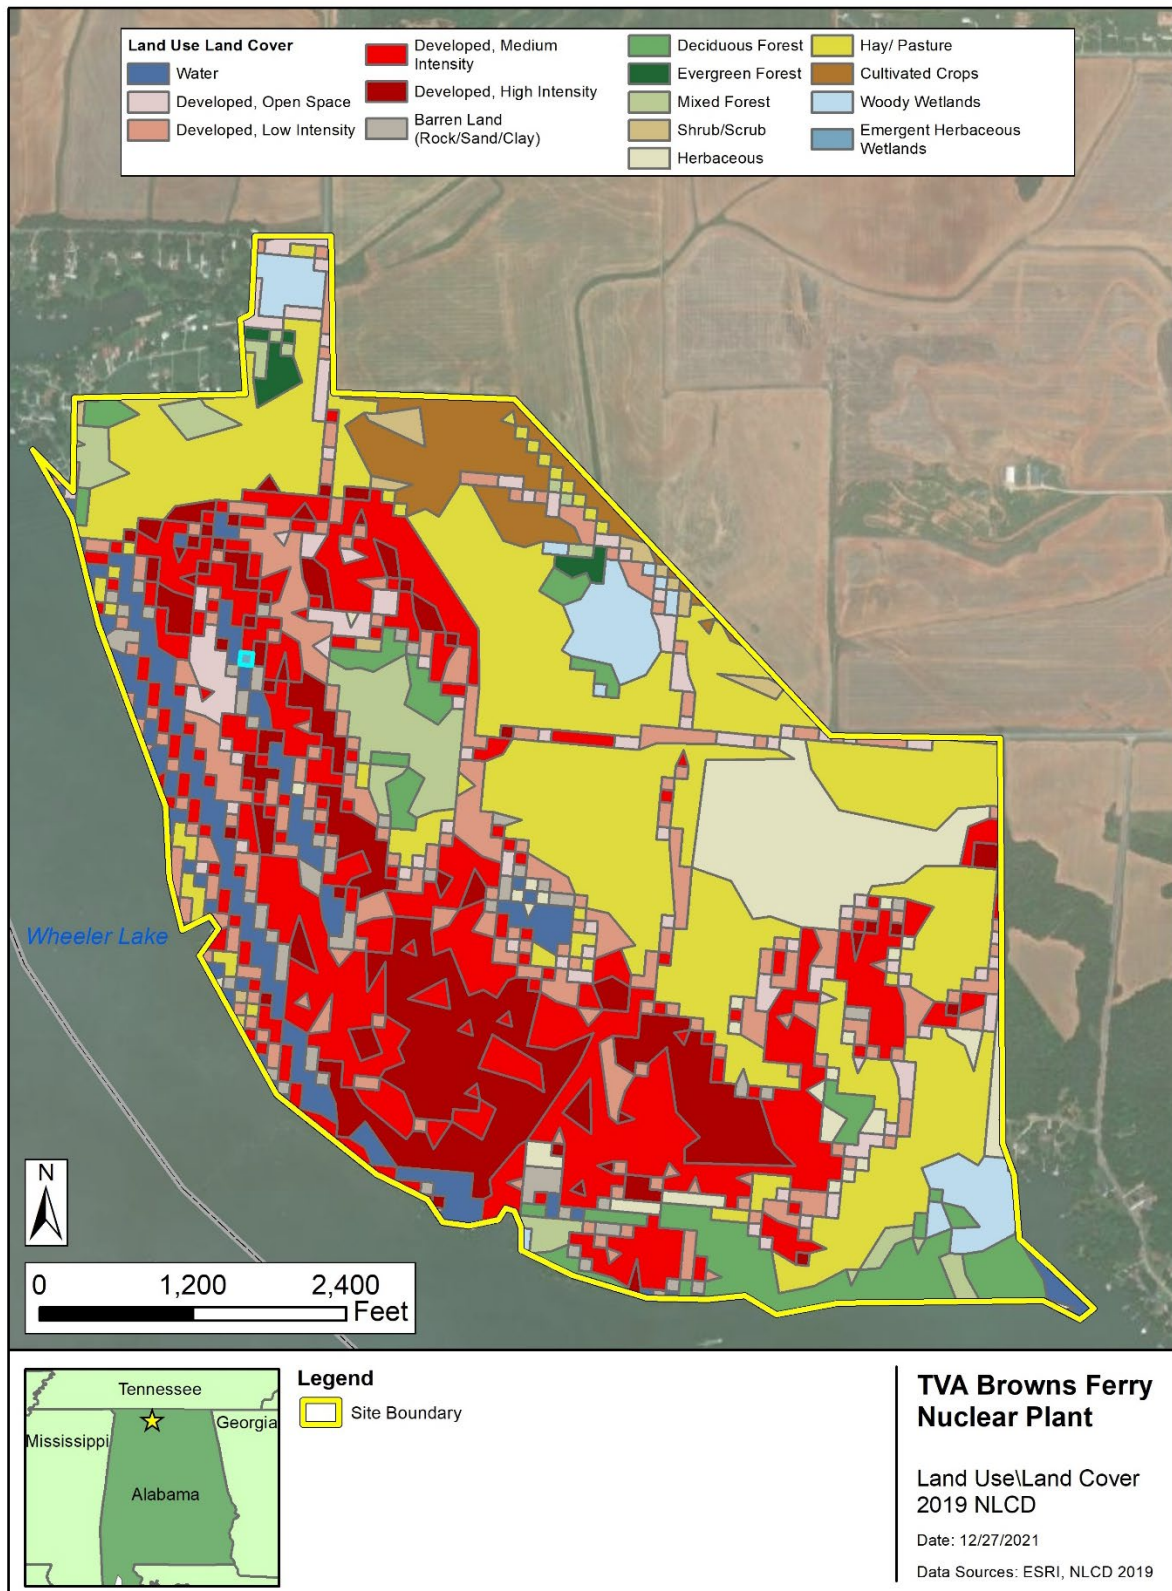 Land Use Land Cover
Water
Developed, Open Space
Developed, Low Intensity
Developed, Medium
Intensity
Developed, High Intensity
Barren Land
(Rock/Sand/Clay)
Deciduous Forest
Evergreen Forest
Mixed Forest
Shrub/Scrub
Herbaceous
Hay/ Pasture
Cultivated Crops
Woody Wetlands
Emergent Herbaceous
Wetlands
Wheeler Lake
N
0 1,200 2,400
Feet
Tennessee
Mississippi
Georgia
Alabama
Legend
Site Boundary
TVA Browns Ferry
Nuclear Plant
Land Use\Land Cover
2019 NLCD
Date: 12/27/2021
Data Sources: ESRI, NLCD 2019